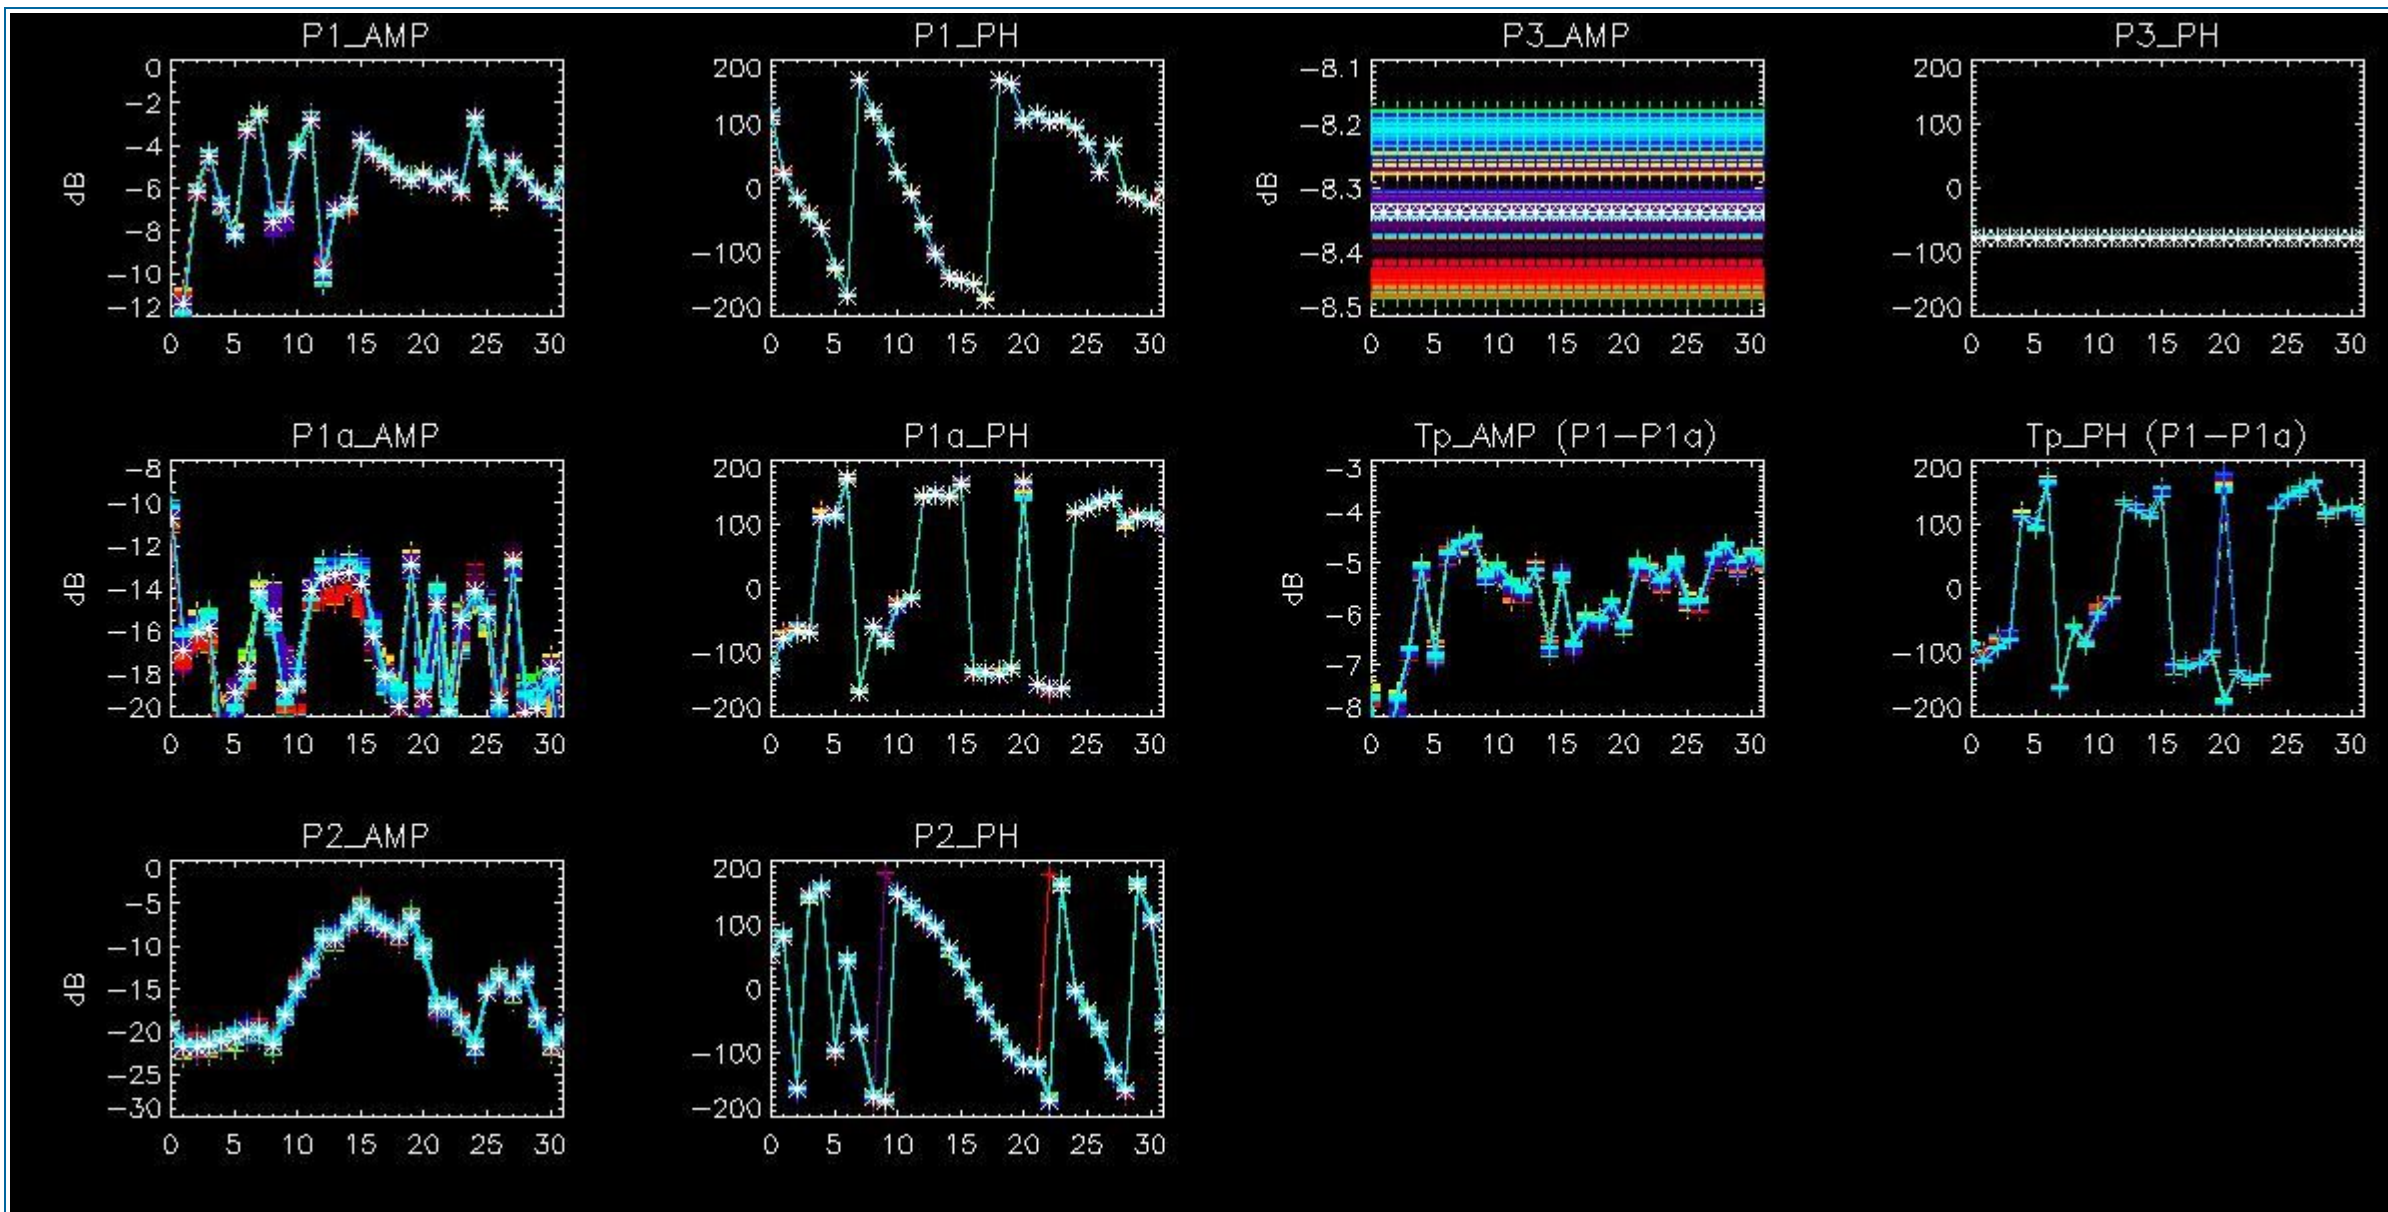 P1_AMP P1_PH P3_AMP P3_PH
0 200 −8.1 200
−2 100 −8.2 100
−4 0 −8.3 0
−6 −100 −8.4 −100
−8 −200 −8.5 −200
−10
−12
dB dB
0 5 10 15 20 25 30 0 5 10 15 20 25 30 0 5 10 15 20 25 30 0 5 10 15 20 25 30
P1a_AMP P1a_PH Tp_AMP (P1−P1a) Tp_PH (P1−P1a)
−8 200 −3 200
−10 100 −4 100
−12 0 −5 0
−14 −100 −6 −100
−16 −200 −7 −200
−18 −8
−20
dB dB
0 5 10 15 20 25 30 0 5 10 15 20 25 30 0 5 10 15 20 25 30 0 5 10 15 20 25 30
P2_AMP P2_PH
0 200
−5 100
−10 0
−15 −100
−20 −200
−25
−30
dB
0 5 10 15 20 25 30 0 5 10 15 20 25 30